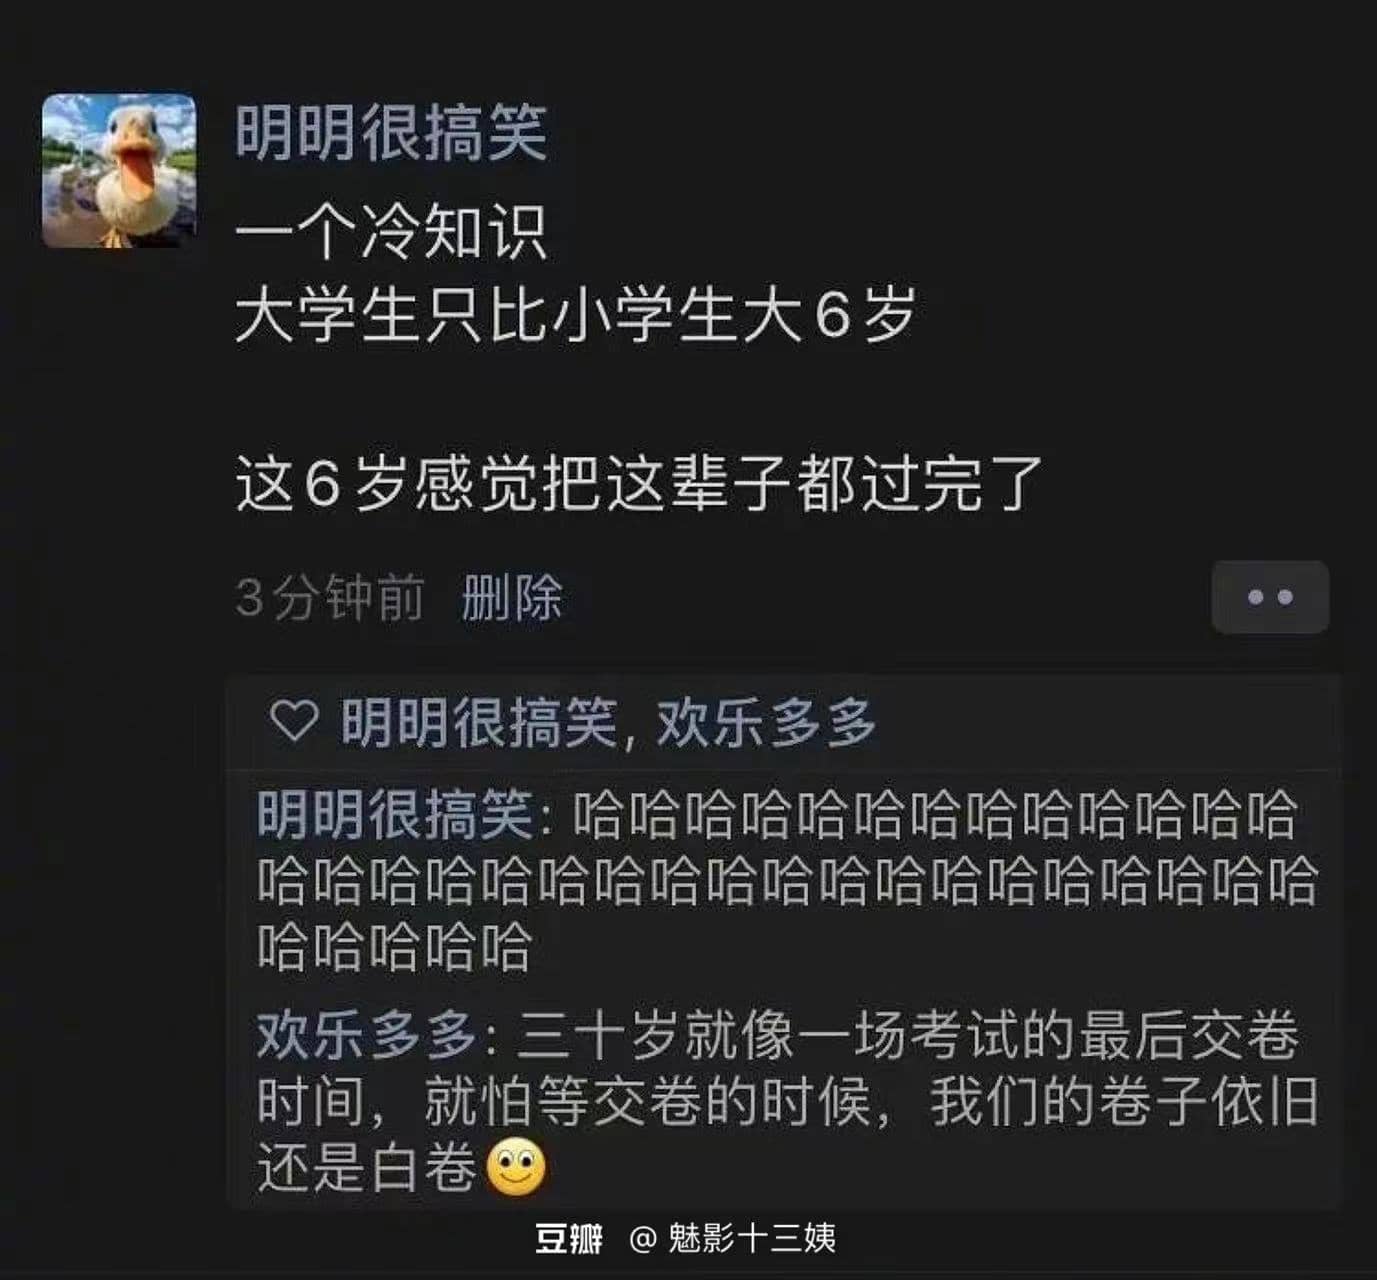 明明很搞笑
一个冷知识
大学生只比小学生大6岁
这6岁感觉把这辈子都过完了
3分钟前 删除
明明很搞笑, 欢乐多多
明明很搞笑: 哈哈哈哈哈哈哈哈哈哈哈哈哈
哈哈哈哈哈哈哈哈哈哈哈哈哈哈哈哈哈哈哈
哈哈哈哈哈
欢乐多多: 三十岁就像一场考试的最后交卷
时间，就怕等交卷的时候，我们的卷子依旧
还是白卷
豆瓣 @ 魅影十三姨